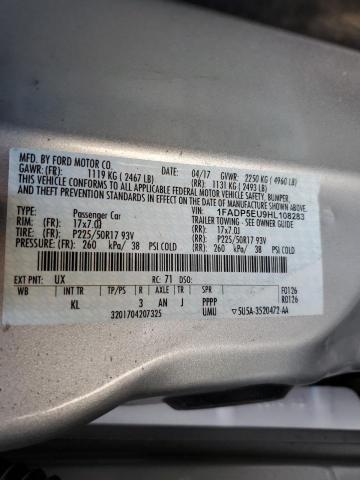 MFD. BY FORD MOTOR CO.
DATE: 04/17 GVWR: 2250 KG ( 4960 LB)
GAWR: (FR): 1119 KG ( 2467 LB) (RR): 1131 KG ( 2493 LB)
THIS VEHICLE CONFORMS TO ALL APPLICABLE FEDERAL MOTOR VEHICLE SAFETY
AND THEFT PREVENTION STANDARDS IN EFFECT ON THE DATE OF MANUFACTURE SHOWN ABOVE.
VIN: 1FADP5EU9HL108283
TYPE: Passenger Car TRAILER TOWING - SEE OWNER GUIDE
RIM: (FR): 17x7.0J (RR): 17x7.0J
TIRE: P225/50R17 93V P225/50R17 93V
PRESSURE: (FR): 260 kPa/ 38 PSI COLD (RR): 260 kPa/ 38 PSI COLD
EXT PNT: UX RC: 71 DSO:
WB INT TR TP/PS R AXLE TR SPR F0126
KL 3 AN J PPPP R0126
3201704207325 UMU ▽5U5A-3520472-AA